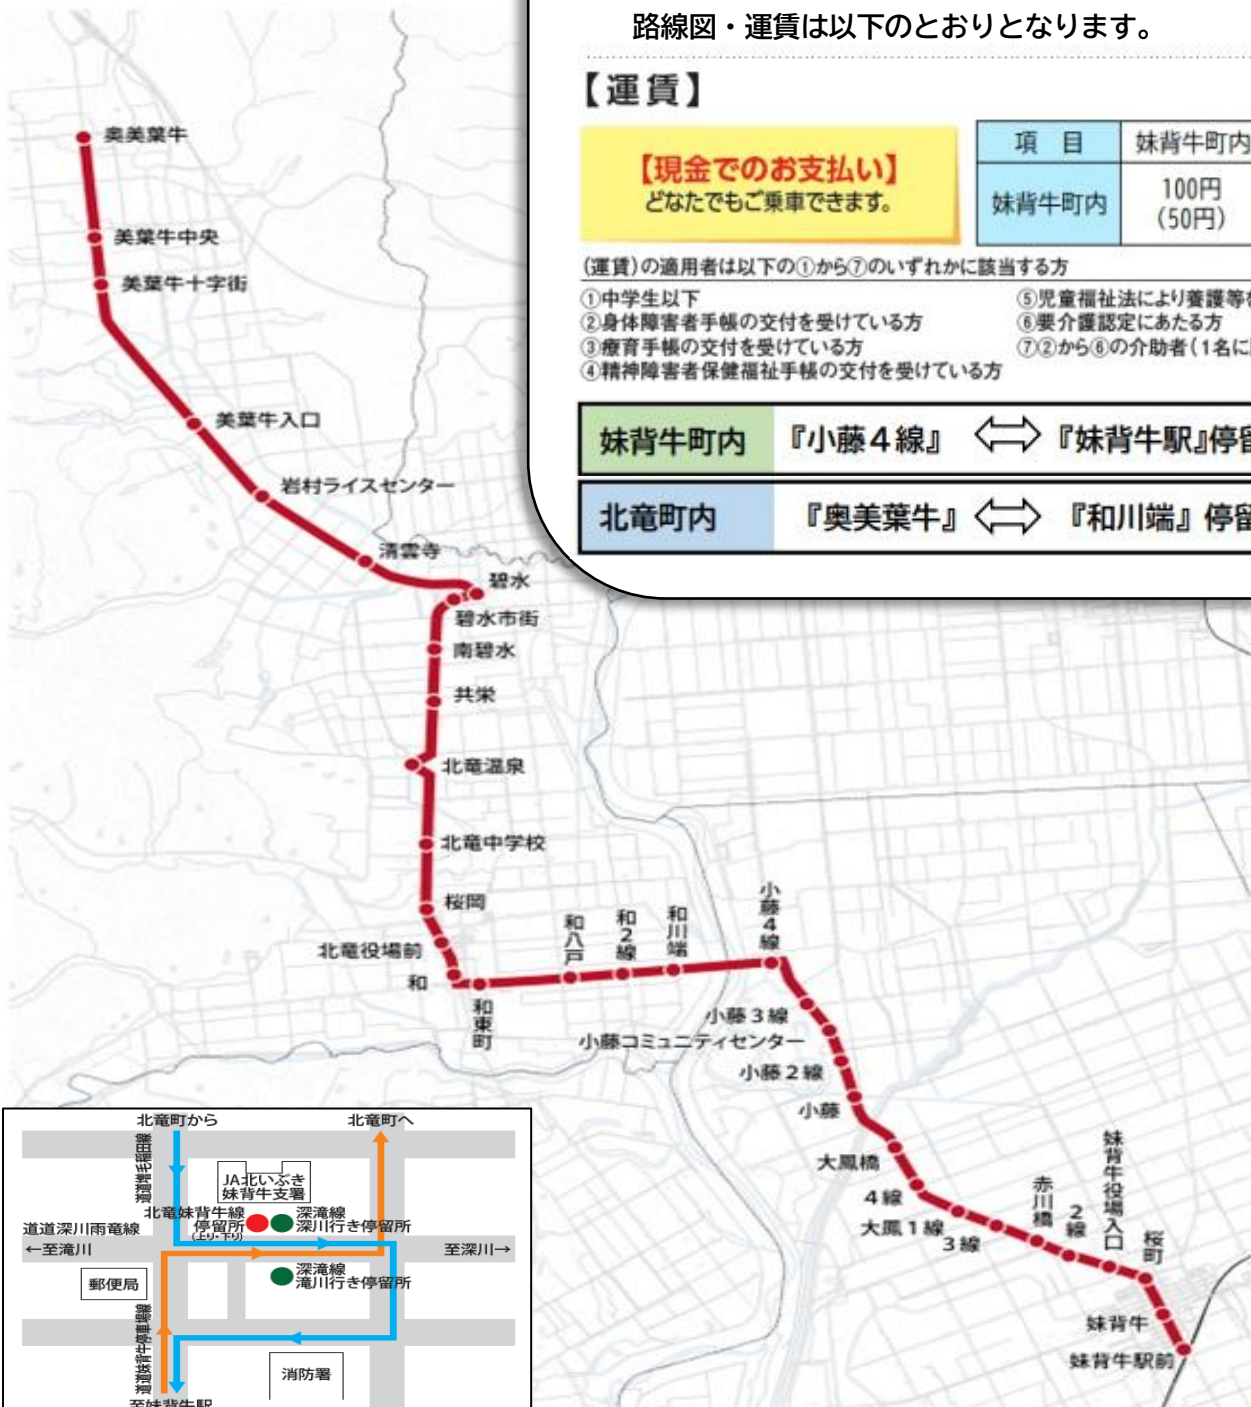 路線図・運賃は以下のとおりとなります。
【運賃】
【現金でのお支払い】
どなたでもご乗車できます。
項 目 妹背牛町内
妹背牛町内 100円
(50円)
(運賃)の適用者は以下の①から⑦のいずれかに該当する方
①中学生以下
②身体障害者手帳の交付を受けている方
③療育手帳の交付を受けている方
④精神障害者保健福祉手帳の交付を受けている方
⑤児童福祉法により養護等を
⑥要介護認定にあたる方
⑦②から⑥の介助者(1名に
妹背牛町内 『小藤4線』 ⇔ 『妹背牛駅』停留
北竜町内 『奥美葉牛』 ⇔ 『和川端』停留
奥美葉牛
美葉牛中央
美葉牛十字街
美葉牛入口
岩村ライスセンター
清雲寺
碧水
碧水市街
南碧水
共栄
北竜温泉
北竜中学校
桜岡
北竜役場前
和
和東町
和八戸
和2線
和川端
小藤4線
小藤3線
小藤コミュニティセンター
小藤2線
小藤
大鳳橋
4線
大鳳1線
3線
赤川橋
2線
妹背牛役場入口
桜町
妹背牛
妹背牛駅前
北竜町から
北竜町へ
JA北いぶき
妹背牛支署
北竜妹背牛線
停留所
(上り・下り)
深滝線
深川行き停留所
道道深川雨竜線
←至滝川
至深川→
深滝線
滝川行き停留所
郵便局
道道妹背牛停車場線
消防署
至妹背牛駅